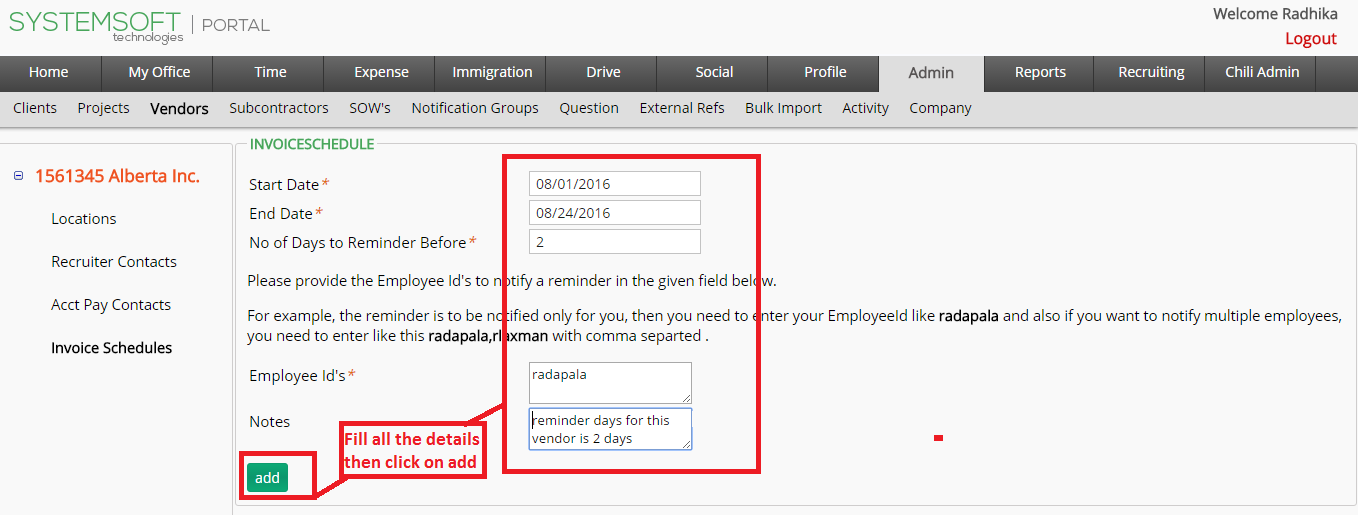 SYSTEMSOFT technologies | PORTAL
Welcome Radhika
Logout
Home My Office Time Expense Immigration Drive Social Profile Admin Reports Recruiting Chili Admin
Clients Projects Vendors Subcontractors SOW's Notification Groups Question External Refs Bulk Import Activity Company
1561345 Alberta Inc.
Locations
Recruiter Contacts
Acct Pay Contacts
Invoice Schedules
INVOICESCHEDULE
Start Date* 08/01/2016
End Date* 08/24/2016
No of Days to Reminder Before* 2
Please provide the Employee Id's to notify a reminder in the given field below.
For example, the reminder is to be notified only for you, then you need to enter your EmployeeId like radapala and also if you want to notify multiple employees,
you need to enter like this radapala,rlaxman with comma separted .
Employee Id's* radapala
Notes reminder days for this
vendor is 2 days
Fill all the details
then click on add
add